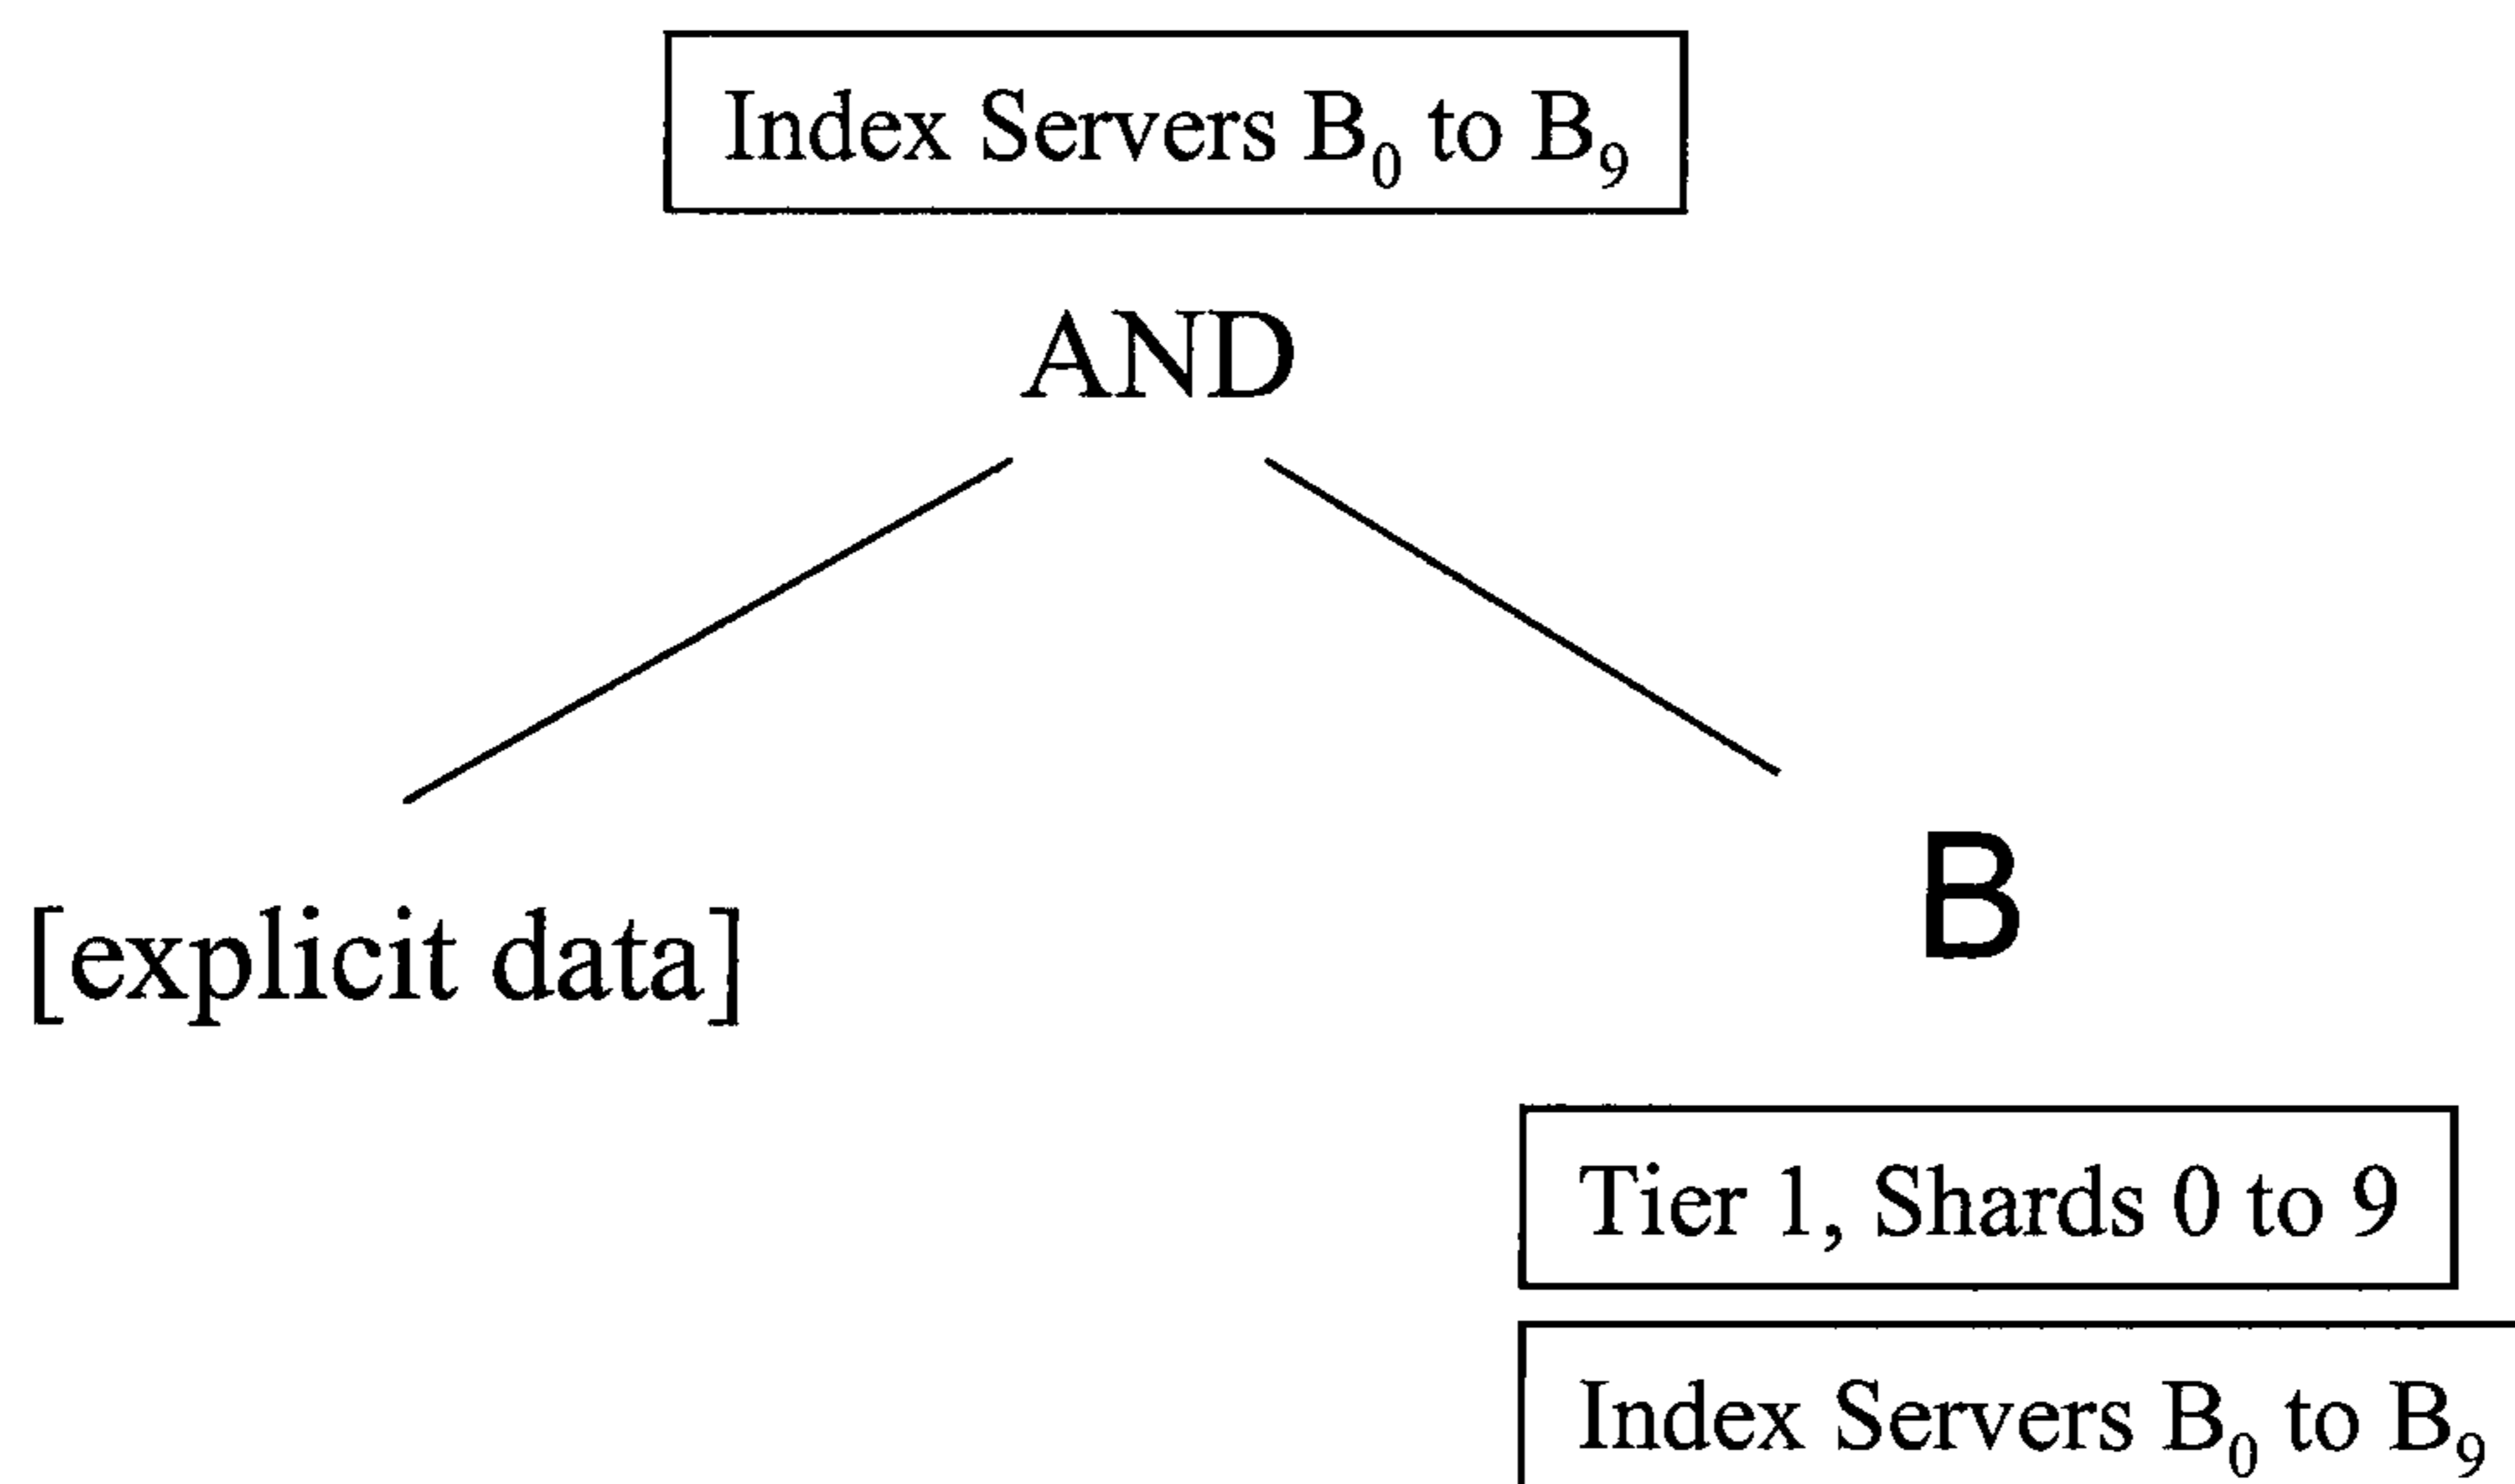 Index Servers B₀ to B₉
AND
[explicit data]
B
Tier 1, Shards 0 to 9
Index Servers B₀ to B₉